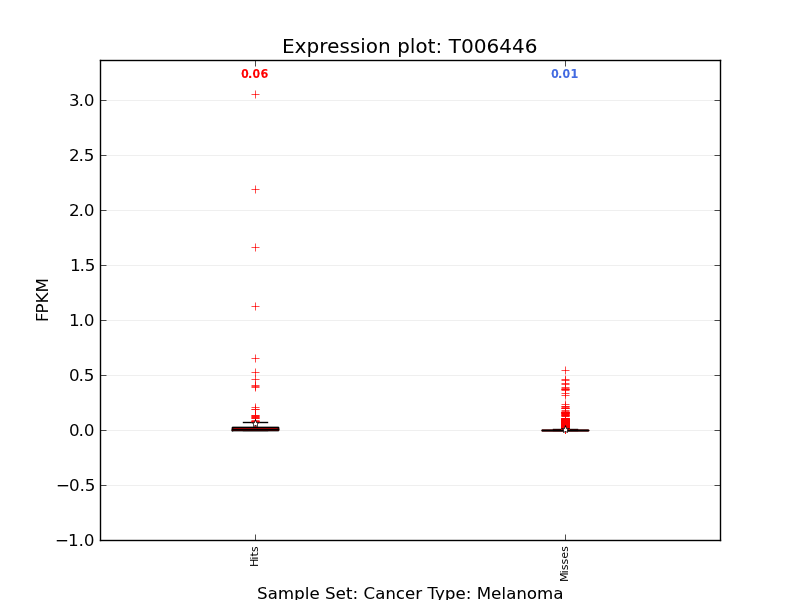 Expression plot: T006446
0.06
0.01
3.0
2.5
2.0
1.5
1.0
0.5
0.0
−0.5
−1.0
FPKM
Hits
Misses
Sample Set: Cancer Type: Melanoma